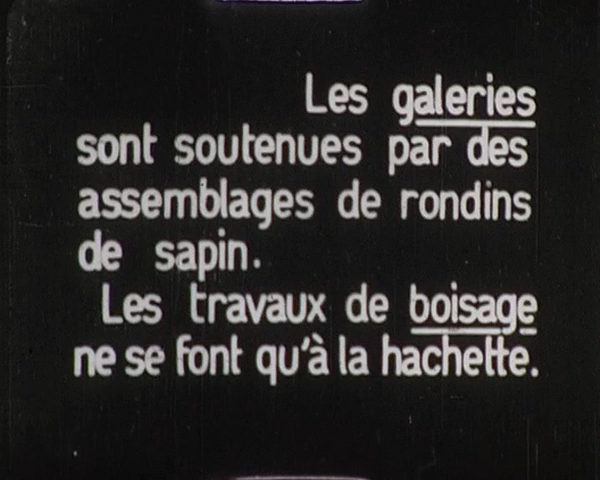 Les galeries
sont soutenues par des
assemblages de rondins
de sapin.
Les travaux de boisage
ne se font qu'à la hachette.